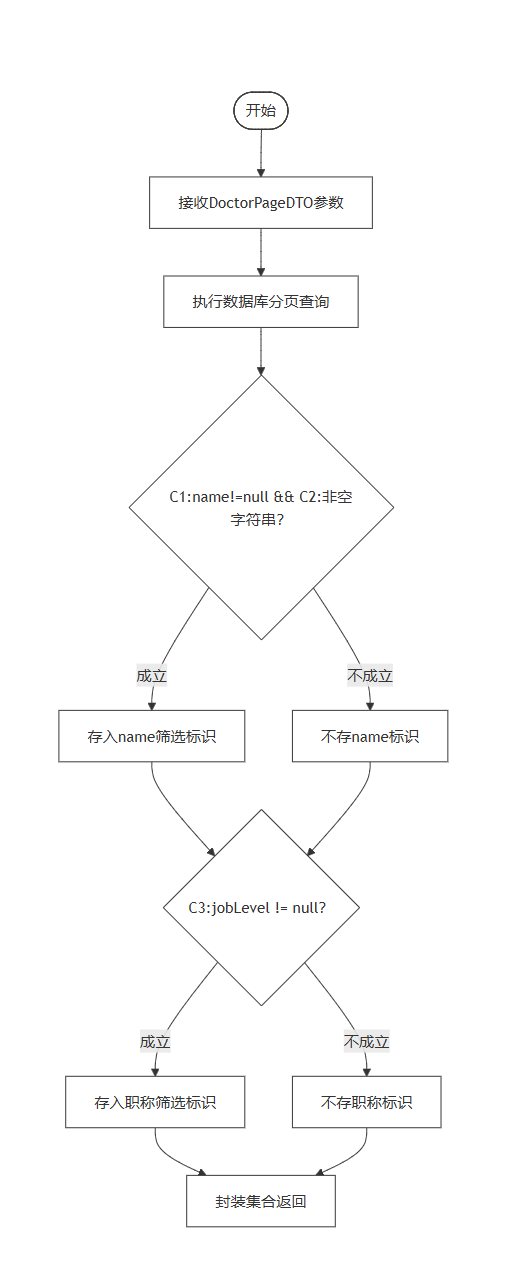 开始
接收DoctorPageDTO参数
执行数据库分页查询
C1:name!=null && C2:非空
字符串?
成立
不成立
存入name筛选标识
不存name标识
C3:jobLevel != null?
成立
不成立
存入职称筛选标识
不存职称标识
封装集合返回